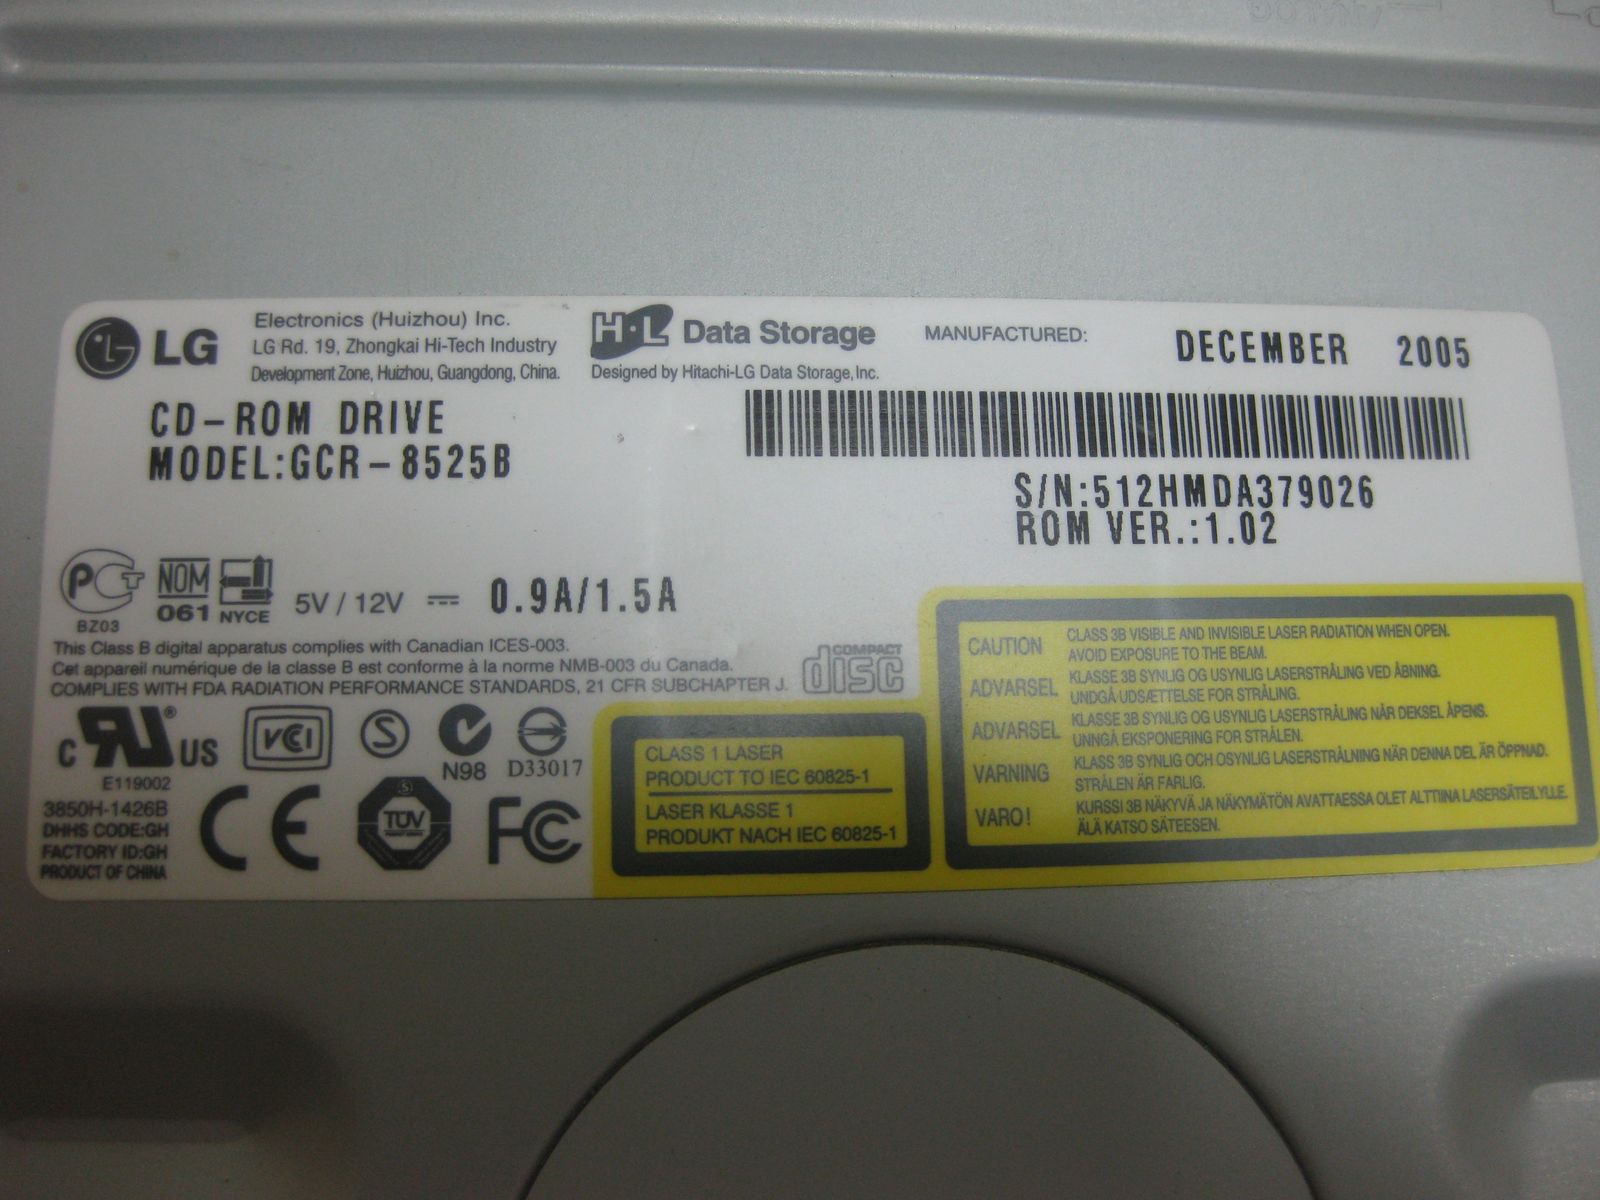 LG
Electronics (Huizhou) Inc.
LG Rd. 19, Zhongkai Hi-Tech Industry
Development Zone, Huizhou, Guangdong, China.
H·L Data Storage
Designed by Hitachi-LG Data Storage, Inc.
MANUFACTURED: DECEMBER 2005
CD-ROM DRIVE
MODEL:GCR-8525B
S/N:512HMDA379026
ROM VER.:1.02
PCT
BZ03
NOM
061 NYCE
5V / 12V 0.9A/1.5A
This Class B digital apparatus complies with Canadian ICES-003.
Cet appareil numérique de la classe B est conforme à la norme NMB-003 du Canada.
COMPLIES WITH FDA RADIATION PERFORMANCE STANDARDS, 21 CFR SUBCHAPTER J.
COMPACT
disc
C RU® US
E119002
VCI
S
N98
D33017
3850H-1426B
DHHS CODE:GH
FACTORY ID:GH
PRODUCT OF CHINA
CE
S
TÜV
FC
CLASS 1 LASER
PRODUCT TO IEC 60825-1
LASER KLASSE 1
PRODUKT NACH IEC 60825-1
CAUTION CLASS 3B VISIBLE AND INVISIBLE LASER RADIATION WHEN OPEN.
AVOID EXPOSURE TO THE BEAM.
ADVARSEL KLASSE 3B SYNLIG OG USYNLIG LASERSTRÅLING VED ÅBNING.
UNDGÅ UDSÆTTELSE FOR STRÅLING.
ADVARSEL KLASSE 3B SYNLIG OG USYNLIG LASERSTRÅLING NÅR DEKSEL ÅPENS.
UNNGÅ EKSPONERING FOR STRÅLEN.
VARNING KLASS 3B SYNLIG OCH OSYNLIG LASERSTRÅLNING NÄR DENNA DEL ÄR ÖPPNAD.
STRÅLEN ÄR FARLIG.
VARO! KURSSI 3B NÄKYVÄ JA NÄKYMÄTÖN AVATTAESSA OLET ALTTIINA LASERSÄTEILYLLE.
ÄLÄ KATSO SÄTEESEN.